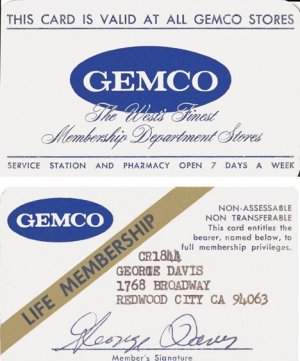 THIS CARD IS VALID AT ALL GEMCO STORES
GEMCO
The West's Finest
Membership Department Stores
SERVICE STATION AND PHARMACY OPEN 7 DAYS A WEEK
GEMCO
LIFE MEMBERSHIP
NON-ASSESSABLE
NON TRANSFERABLE
This card entitles the
bearer, named below, to
full membership privileges.
CR1844
GEORGE DAVIS
1768 BROADWAY
REDWOOD CITY CA 94063
George Davis
Member's Signature